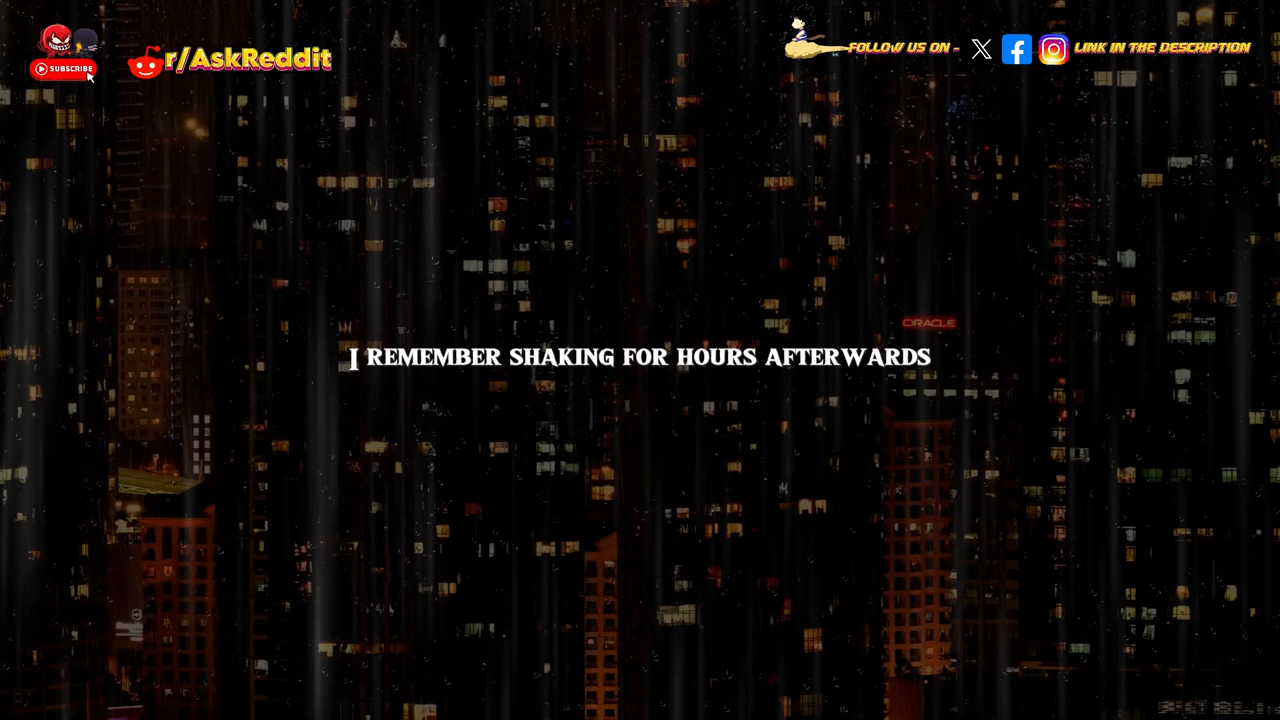 SUBSCRIBE
r/AskReddit
FOLLOW US ON -
LINK IN THE DESCRIPTION
ORACLE
I REMEMBER SHAKING FOR HOURS AFTERWARDS